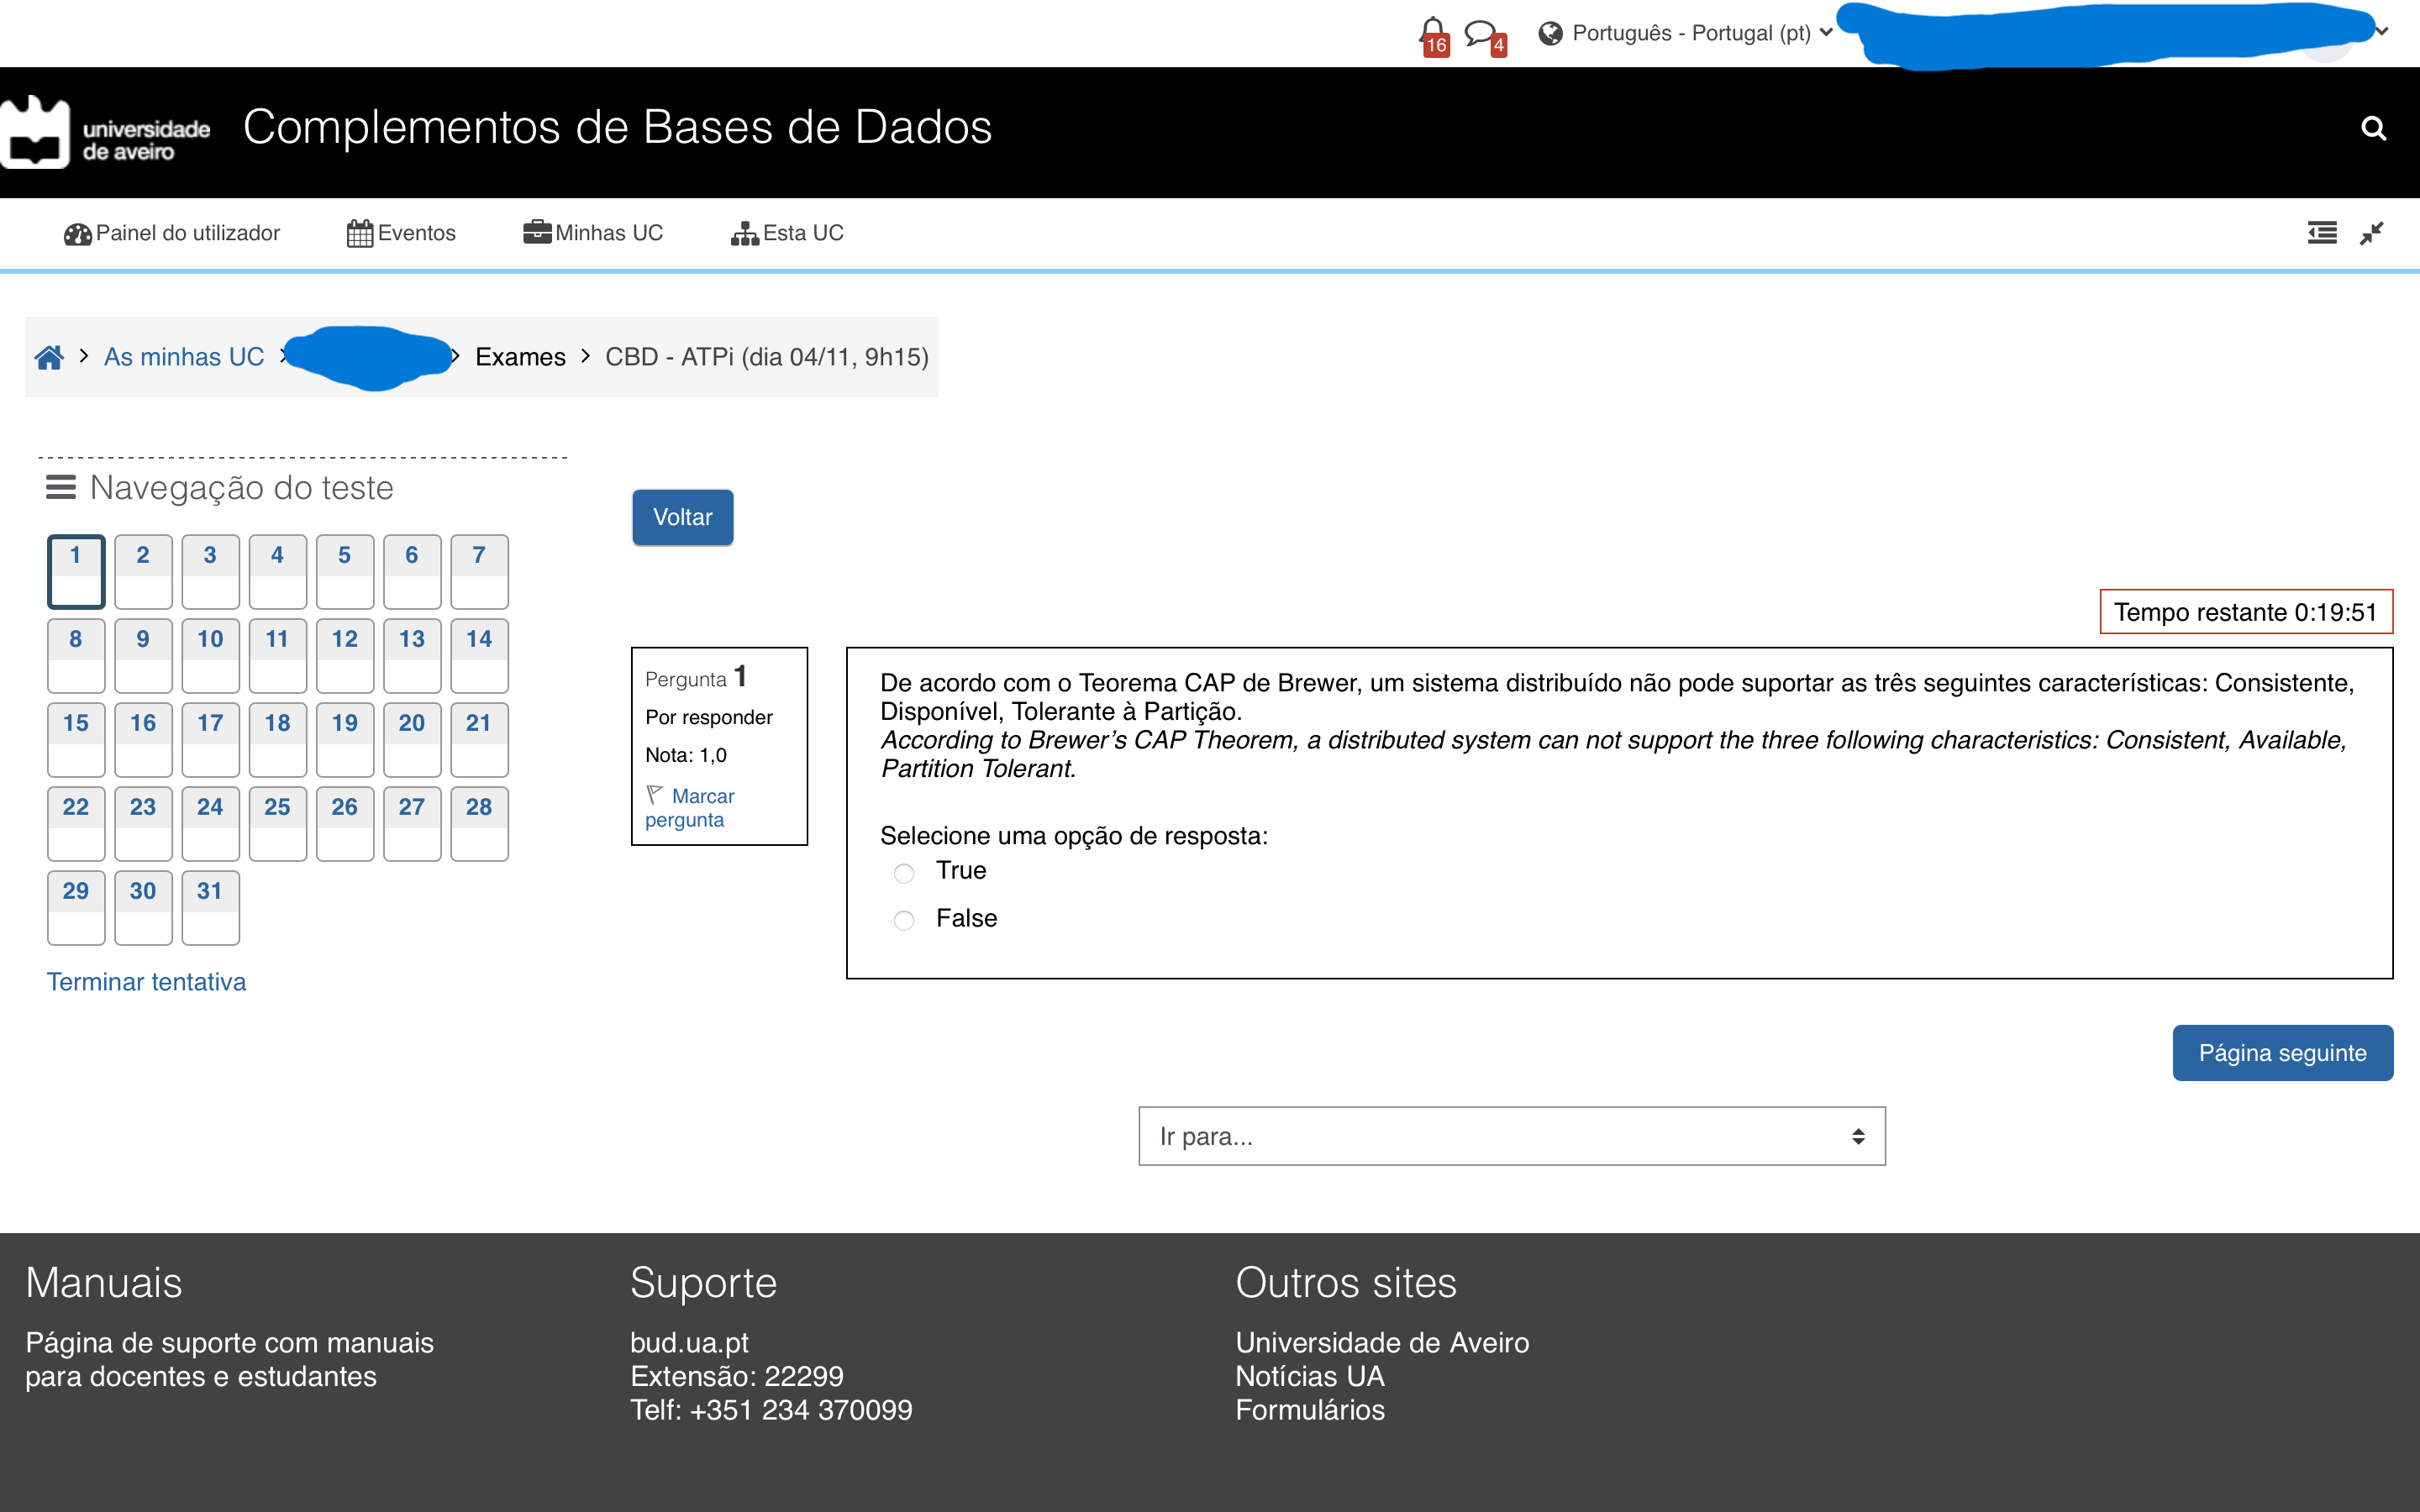 16
4
Português - Portugal (pt)
universidade
de aveiro
Complementos de Bases de Dados
Painel do utilizador
Eventos
Minhas UC
Esta UC
As minhas UC
Exames
CBD - ATPi (dia 04/11, 9h15)
Navegação do teste
1 2 3 4 5 6 7
8 9 10 11 12 13 14
15 16 17 18 19 20 21
22 23 24 25 26 27 28
29 30 31
Terminar tentativa
Voltar
Tempo restante 0:19:51
Pergunta 1
Por responder
Nota: 1,0
Marcar
pergunta
De acordo com o Teorema CAP de Brewer, um sistema distribuído não pode suportar as três seguintes características: Consistente,
Disponível, Tolerante à Partição.
According to Brewer’s CAP Theorem, a distributed system can not support the three following characteristics: Consistent, Available,
Partition Tolerant.
Selecione uma opção de resposta:
True
False
Página seguinte
Ir para...
Manuais
Página de suporte com manuais
para docentes e estudantes
Suporte
bud.ua.pt
Extensão: 22299
Telf: +351 234 370099
Outros sites
Universidade de Aveiro
Notícias UA
Formulários